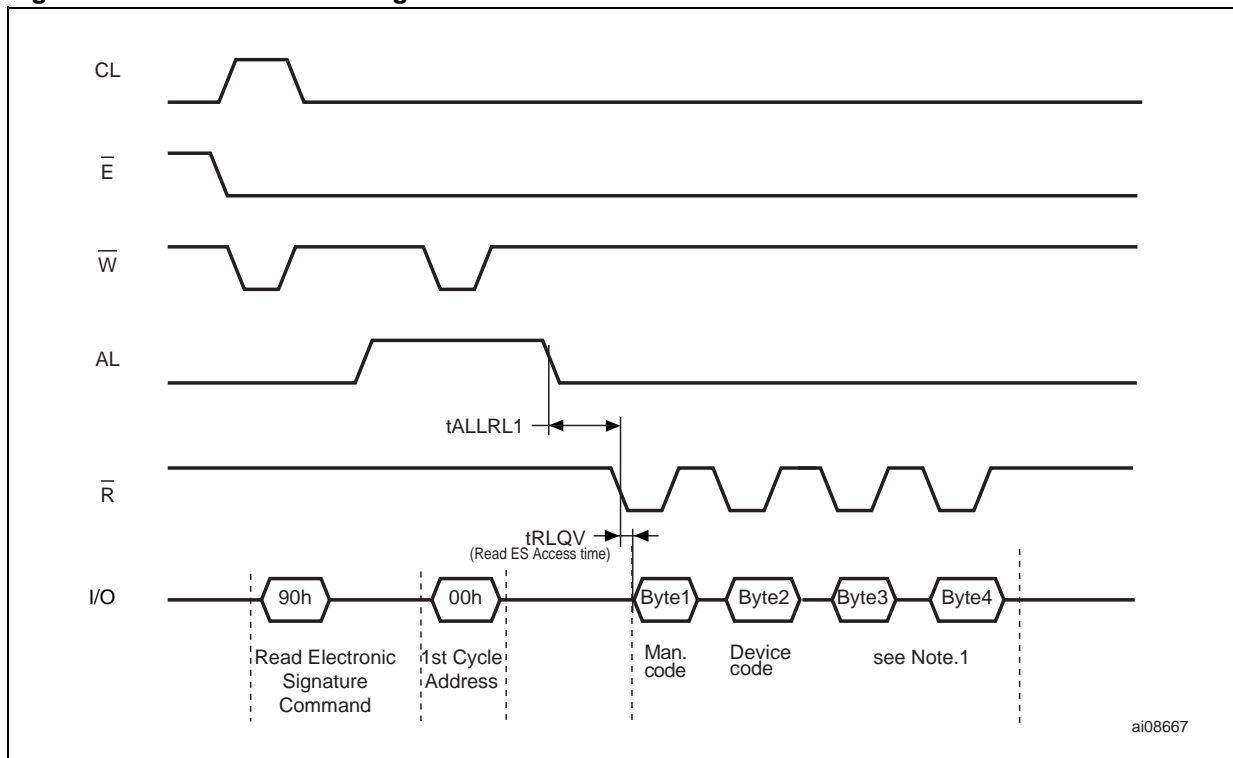 CL
E
W
AL
tALLRL1
R
tRLQV
(Read ES Access time)
I/O
90h
00h
Byte1
Byte2
Byte3
Byte4
Read Electronic
Signature
Command
1st Cycle
Address
Man.
code
Device
code
see Note.1
ai08667